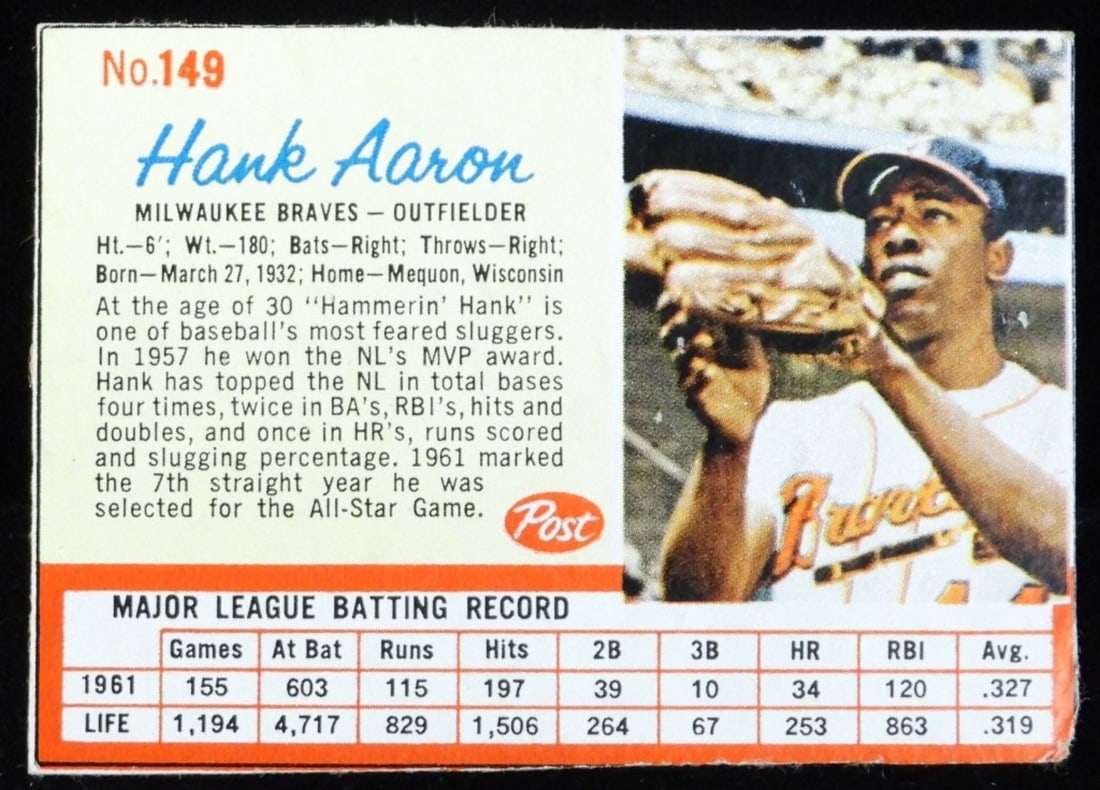 No.149
Hank Aaron
MILWAUKEE BRAVES – OUTFIELDER
Ht.–6'; Wt.–180; Bats–Right; Throws–Right;
Born–March 27, 1932; Home–Mequon, Wisconsin
At the age of 30 "Hammerin' Hank" is
one of baseball's most feared sluggers.
In 1957 he won the NL's MVP award.
Hank has topped the NL in total bases
four times, twice in BA's, RBI's, hits and
doubles, and once in HR's, runs scored
and slugging percentage. 1961 marked
the 7th straight year he was
selected for the All-Star Game.
Post
Braves
44
MAJOR LEAGUE BATTING RECORD
Games At Bat Runs Hits 2B 3B HR RBI Avg.
1961 155 603 115 197 39 10 34 120 .327
LIFE 1,194 4,717 829 1,506 264 67 253 863 .319